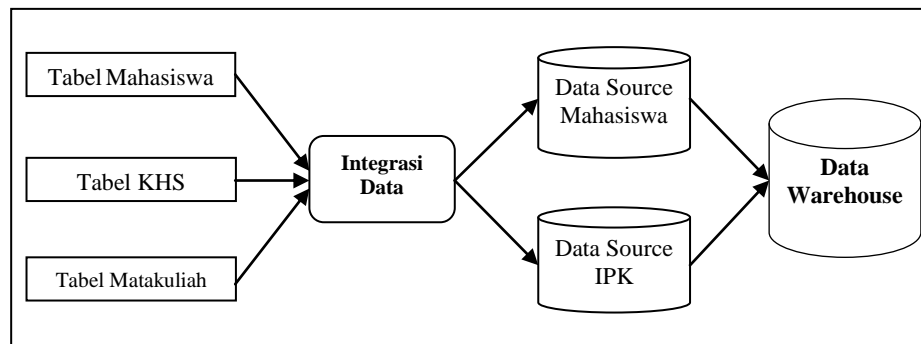 Tabel Mahasiswa
Tabel KHS
Tabel Matakuliah
Integrasi
Data
Data Source
Mahasiswa
Data Source
IPK
Data
Warehouse